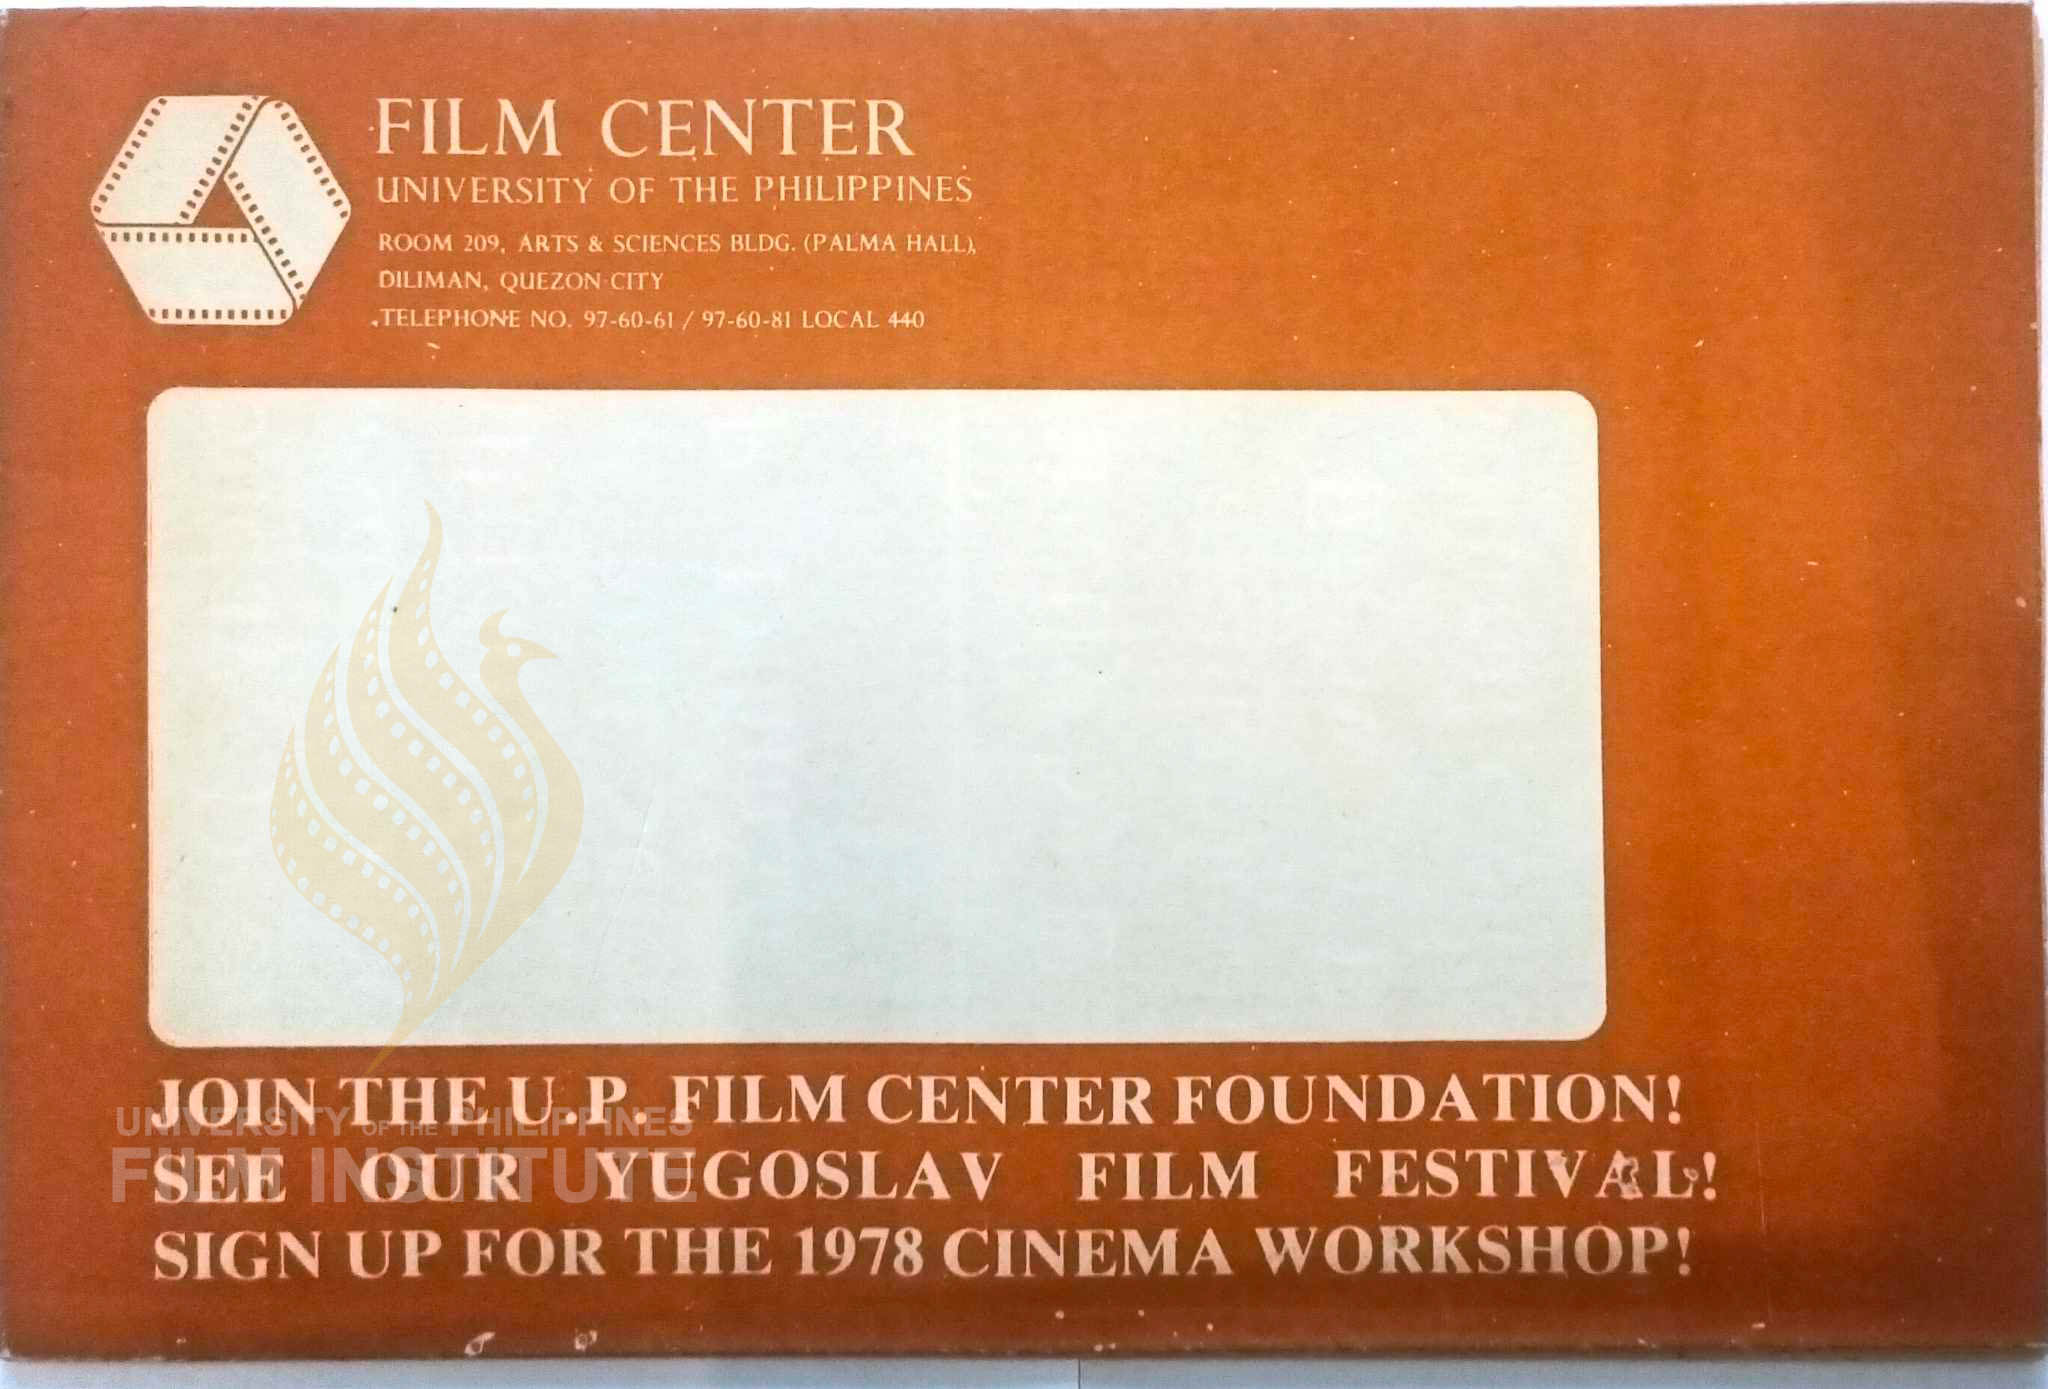 FILM CENTER
UNIVERSITY OF THE PHILIPPINES
ROOM 209, ARTS & SCIENCES BLDG. (PALMA HALL),
DILIMAN, QUEZON CITY
TELEPHONE NO. 97-60-61 / 97-60-81 LOCAL 440
JOIN THE U.P. FILM CENTER FOUNDATION!
UNIVERSITY OF THE PHILIPPINES
SEE OUR YUGOSLAV FILM FESTIVAL!
FILM INSTITUTE
SIGN UP FOR THE 1978 CINEMA WORKSHOP!